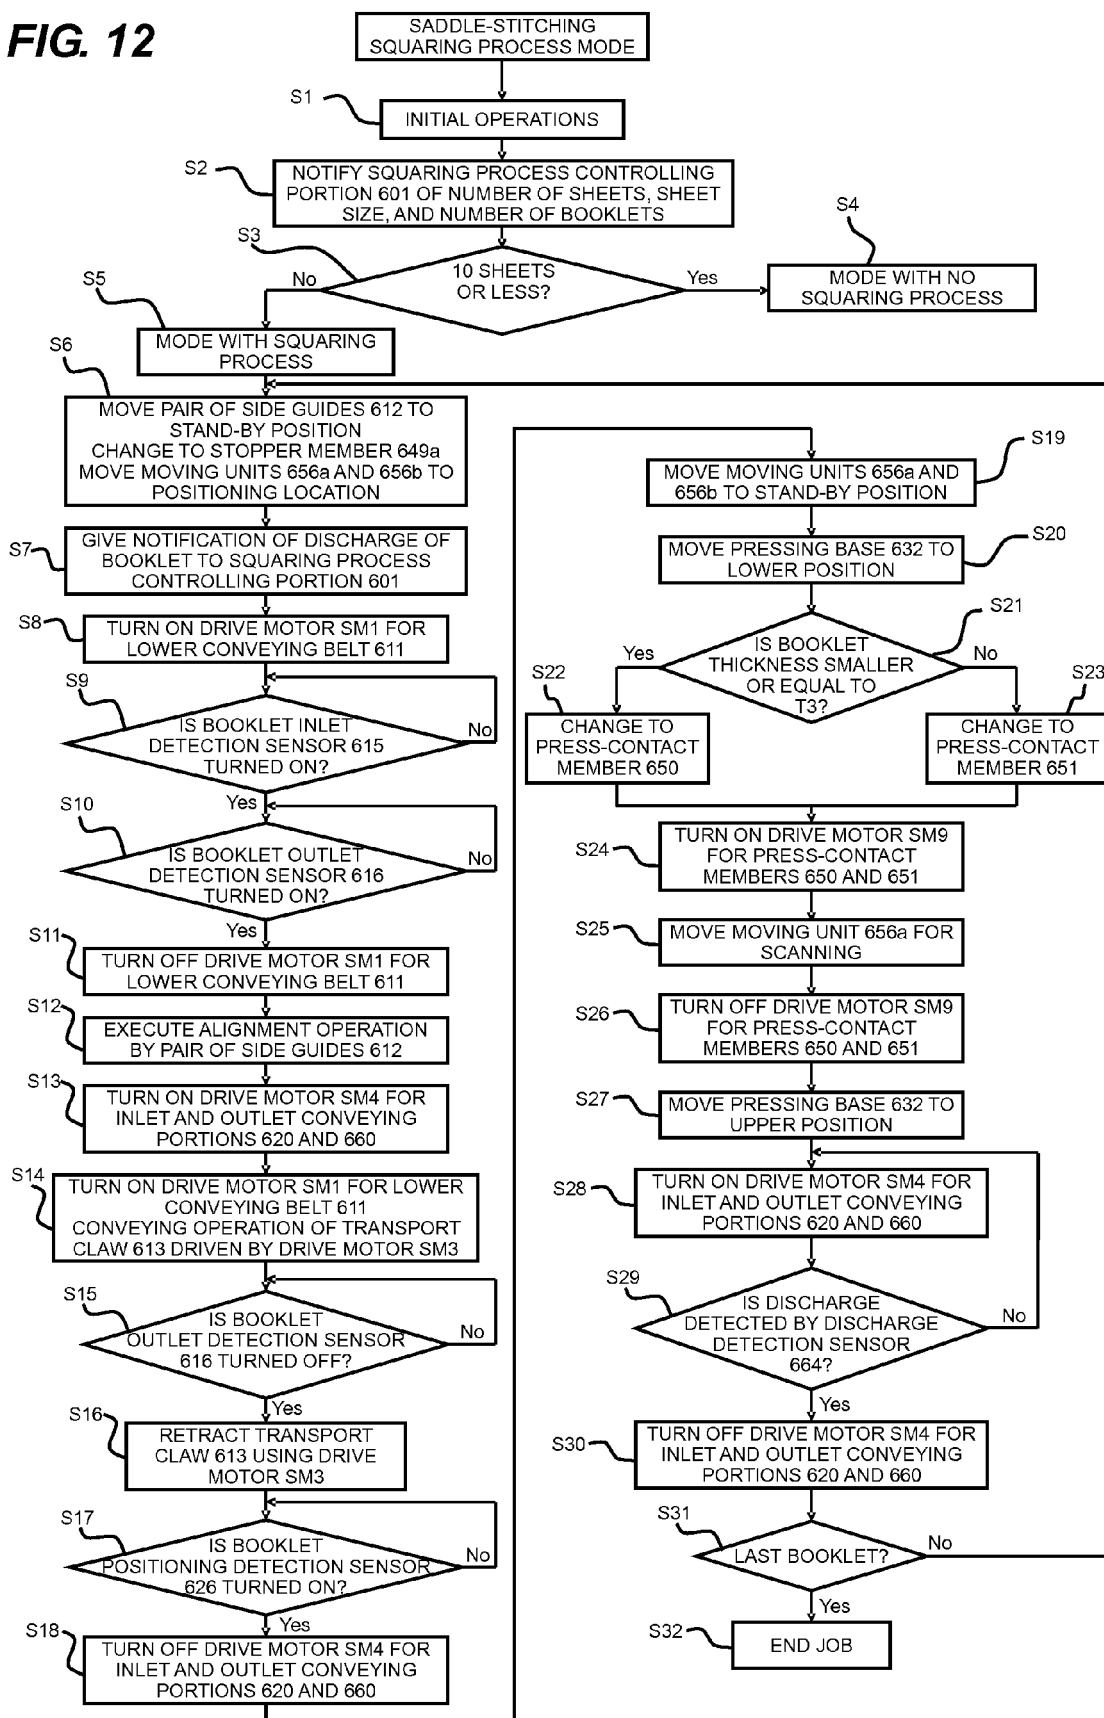 FIG. 12
SADDLE-STITCHING
SQUARING PROCESS MODE
S1
INITIAL OPERATIONS
S2
NOTIFY SQUARING PROCESS CONTROLLING
PORTION 601 OF NUMBER OF SHEETS, SHEET
SIZE, AND NUMBER OF BOOKLETS
S3
10 SHEETS
OR LESS?
No
Yes
S4
MODE WITH NO
SQUARING PROCESS
S5
MODE WITH SQUARING
PROCESS
S6
MOVE PAIR OF SIDE GUIDES 612 TO
STAND-BY POSITION
CHANGE TO STOPPER MEMBER 649a
MOVE MOVING UNITS 656a AND 656b TO
POSITIONING LOCATION
S7
GIVE NOTIFICATION OF DISCHARGE OF
BOOKLET TO SQUARING PROCESS
CONTROLLING PORTION 601
S8
TURN ON DRIVE MOTOR SM1 FOR
LOWER CONVEYING BELT 611
S9
IS BOOKLET INLET
DETECTION SENSOR 615
TURNED ON?
No
Yes
S10
IS BOOKLET OUTLET
DETECTION SENSOR 616
TURNED ON?
No
Yes
S11
TURN OFF DRIVE MOTOR SM1 FOR
LOWER CONVEYING BELT 611
S12
EXECUTE ALIGNMENT OPERATION
BY PAIR OF SIDE GUIDES 612
S13
TURN ON DRIVE MOTOR SM4 FOR
INLET AND OUTLET CONVEYING
PORTIONS 620 AND 660
S14
TURN ON DRIVE MOTOR SM1 FOR LOWER
CONVEYING BELT 611
CONVEYING OPERATION OF TRANSPORT
CLAW 613 DRIVEN BY DRIVE MOTOR SM3
S15
IS BOOKLET
OUTLET DETECTION SENSOR
616 TURNED OFF?
No
Yes
S16
RETRACT TRANSPORT
CLAW 613 USING DRIVE
MOTOR SM3
S17
IS BOOKLET
POSITIONING DETECTION SENSOR
626 TURNED ON?
No
Yes
S18
TURN OFF DRIVE MOTOR SM4 FOR
INLET AND OUTLET CONVEYING
PORTIONS 620 AND 660
S19
MOVE MOVING UNITS 656a AND
656b TO STAND-BY POSITION
S20
MOVE PRESSING BASE 632 TO
LOWER POSITION
S21
IS BOOKLET
THICKNESS SMALLER
OR EQUAL TO
T3?
Yes
No
S22
CHANGE TO
PRESS-CONTACT
MEMBER 650
S23
CHANGE TO
PRESS-CONTACT
MEMBER 651
S24
TURN ON DRIVE MOTOR SM9
FOR PRESS-CONTACT
MEMBERS 650 AND 651
S25
MOVE MOVING UNIT 656a FOR
SCANNING
S26
TURN OFF DRIVE MOTOR SM9
FOR PRESS-CONTACT
MEMBERS 650 AND 651
S27
MOVE PRESSING BASE 632 TO
UPPER POSITION
S28
TURN ON DRIVE MOTOR SM4 FOR
INLET AND OUTLET CONVEYING
PORTIONS 620 AND 660
S29
IS DISCHARGE
DETECTED BY DISCHARGE
DETECTION SENSOR
664?
No
Yes
S30
TURN OFF DRIVE MOTOR SM4 FOR
INLET AND OUTLET CONVEYING
PORTIONS 620 AND 660
S31
LAST BOOKLET?
No
Yes
S32
END JOB